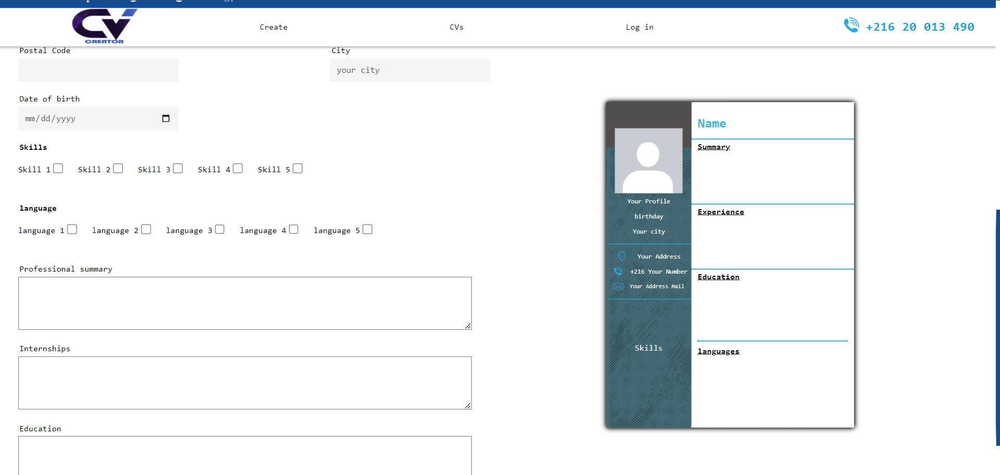 CV
CREATOR
Create
CVs
Log in
+216 20 013 490
Postal Code
City
your city
Date of birth
mm/dd/yyyy
Skills
Skill 1
Skill 2
Skill 3
Skill 4
Skill 5
language
language 1
language 2
language 3
language 4
language 5
Professional summary
Internships
Education
Your Profile
birthday
Your city
Your Address
+216 Your Number
Your Address Mail
Skills
Name
Summary
Experience
Education
languages